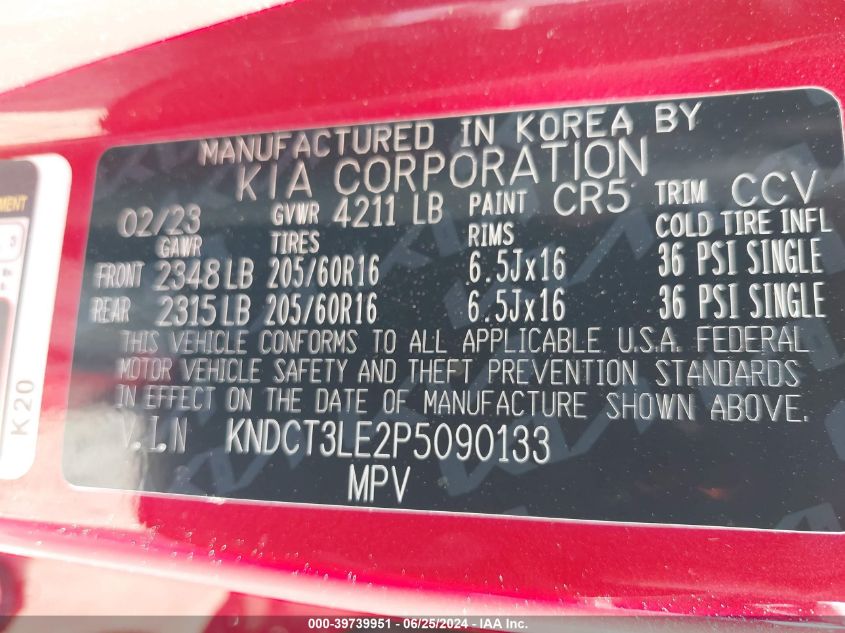 MANUFACTURED IN KOREA BY
KIA CORPORATION
02/23 GVWR 4211 LB PAINT CR5 TRIM CCV
GAWR TIRES RIMS COLD TIRE INFL
FRONT 2348 LB 205/60R16 6.5Jx16 36 PSI SINGLE
REAR 2315 LB 205/60R16 6.5Jx16 36 PSI SINGLE
THIS VEHICLE CONFORMS TO ALL APPLICABLE U.S.A. FEDERAL
MOTOR VEHICLE SAFETY AND THEFT PREVENTION STANDARDS
IN EFFECT ON THE DATE OF MANUFACTURE SHOWN ABOVE.
V.I.N KNDCT3LE2P5090133
MPV
K20
000-39739951 / 06/25/2024 - IAA Inc.